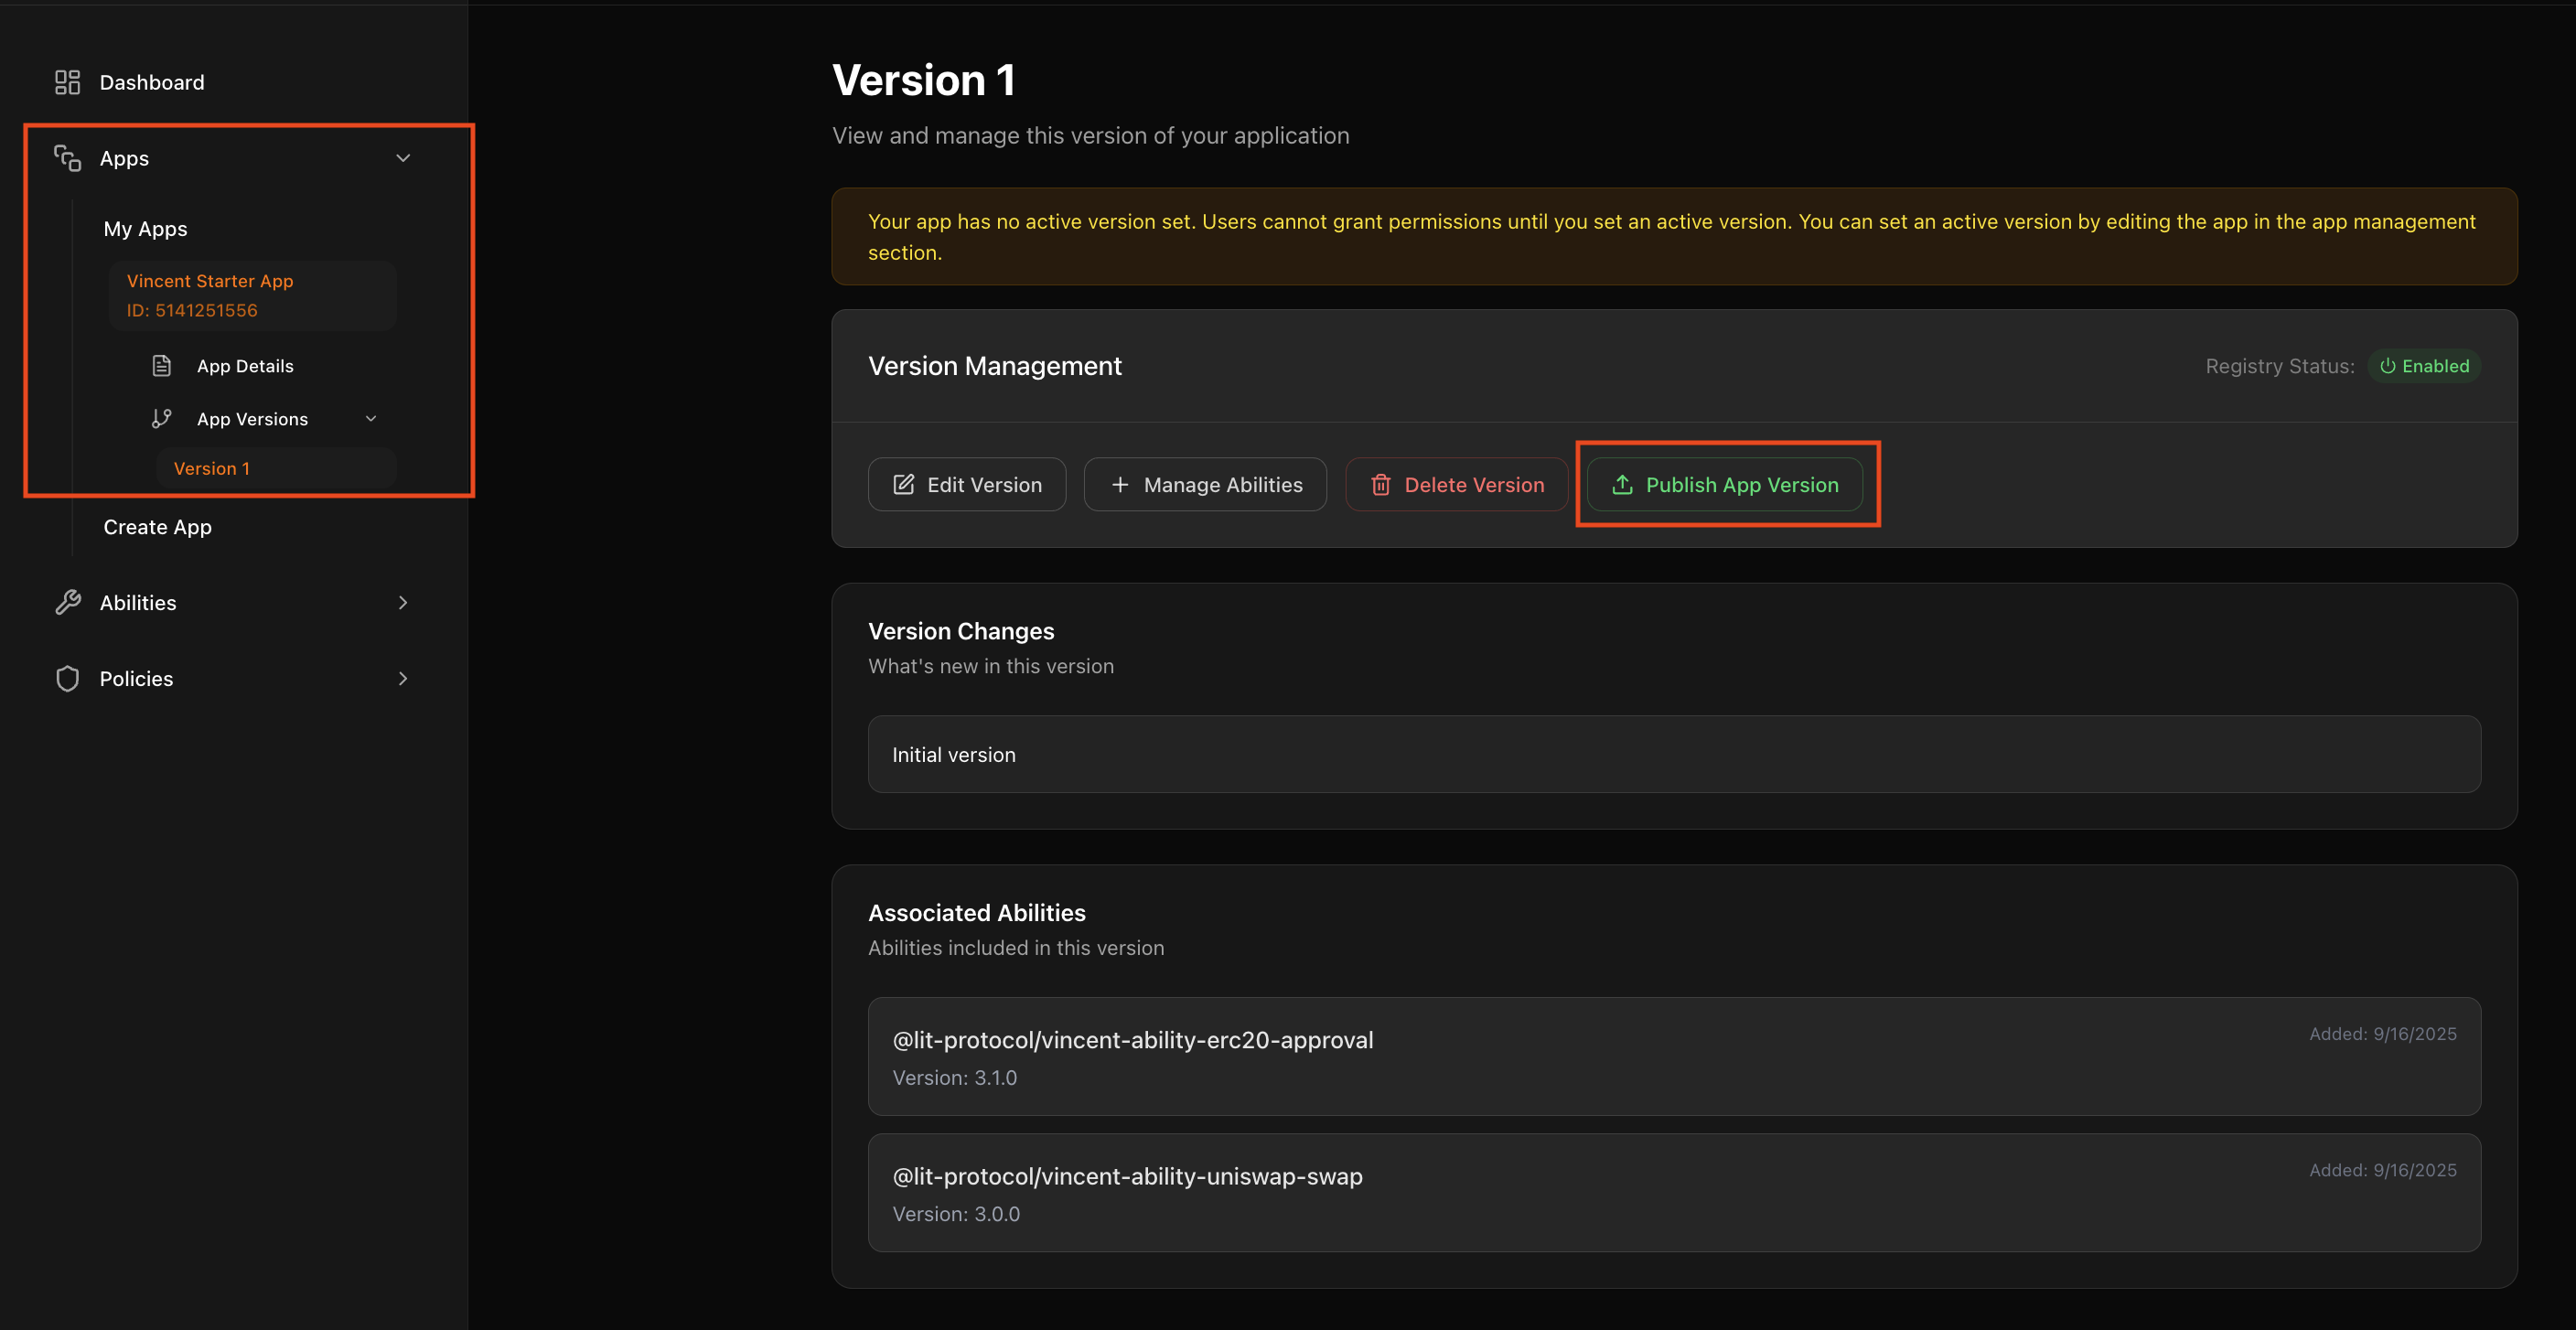 Dashboard
Apps
My Apps
Vincent Starter App
ID: 5141251556
App Details
App Versions
Version 1
Create App
Abilities
Policies
Version 1
View and manage this version of your application
Your app has no active version set. Users cannot grant permissions until you set an active version. You can set an active version by editing the app in the app management
section.
Version Management
Registry Status: Enabled
Edit Version
Manage Abilities
Delete Version
Publish App Version
Version Changes
What's new in this version
Initial version
Associated Abilities
Abilities included in this version
@lit-protocol/vincent-ability-erc20-approval
Added: 9/16/2025
Version: 3.1.0
@lit-protocol/vincent-ability-uniswap-swap
Added: 9/16/2025
Version: 3.0.0